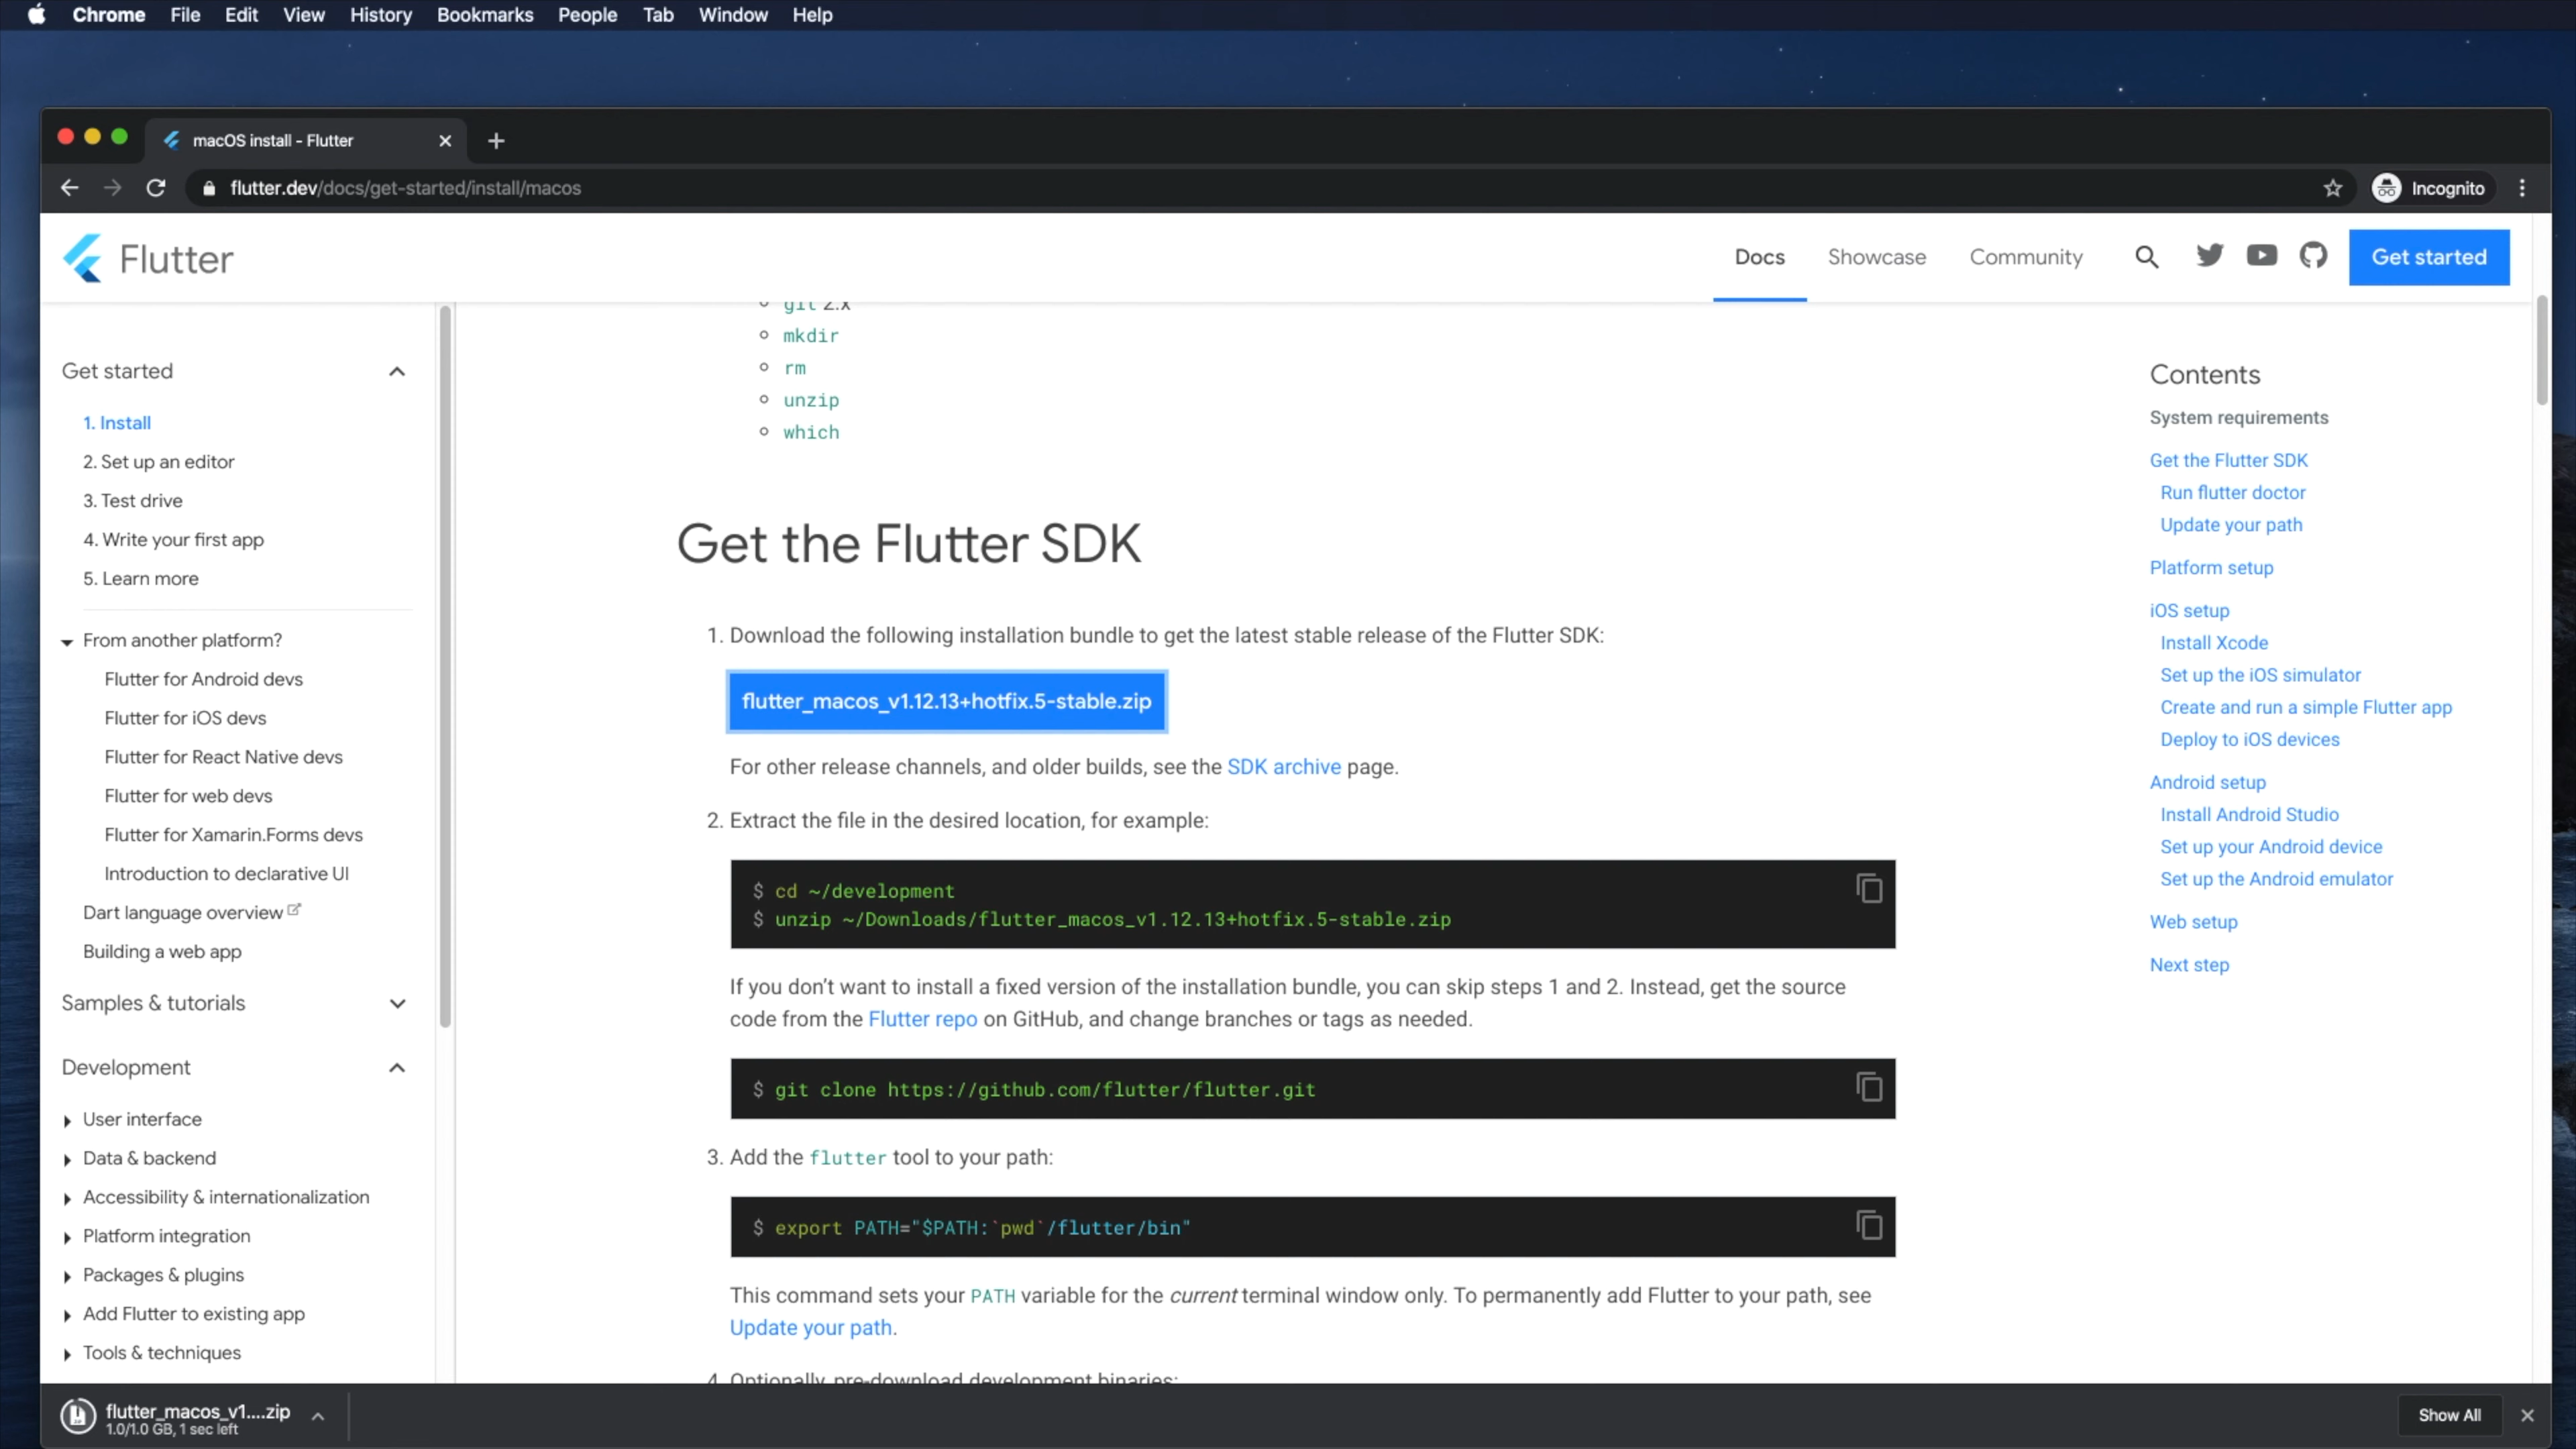 Chrome File Edit View History Bookmarks People Tab Window Help
macOS install - Flutter
flutter.dev/docs/get-started/install/macos
Incognito
Flutter
Docs Showcase Community
Get started
Get started
1. Install
2. Set up an editor
3. Test drive
4. Write your first app
5. Learn more
From another platform?
Flutter for Android devs
Flutter for iOS devs
Flutter for React Native devs
Flutter for web devs
Flutter for Xamarin.Forms devs
Introduction to declarative UI
Dart language overview
Building a web app
Samples & tutorials
Development
User interface
Data & backend
Accessibility & internationalization
Platform integration
Packages & plugins
Add Flutter to existing app
Tools & techniques
git 2.x
mkdir
rm
unzip
which
Get the Flutter SDK
1. Download the following installation bundle to get the latest stable release of the Flutter SDK:
flutter_macos_v1.12.13+hotfix.5-stable.zip
For other release channels, and older builds, see the SDK archive page.
2. Extract the file in the desired location, for example:
$ cd ~/development
$ unzip ~/Downloads/flutter_macos_v1.12.13+hotfix.5-stable.zip
If you don’t want to install a fixed version of the installation bundle, you can skip steps 1 and 2. Instead, get the source
code from the Flutter repo on GitHub, and change branches or tags as needed.
$ git clone https://github.com/flutter/flutter.git
3. Add the flutter tool to your path:
$ export PATH="$PATH:`pwd`/flutter/bin"
This command sets your PATH variable for the current terminal window only. To permanently add Flutter to your path, see
Update your path.
4. Optionally, pre-download development binaries:
Contents
System requirements
Get the Flutter SDK
Run flutter doctor
Update your path
Platform setup
iOS setup
Install Xcode
Set up the iOS simulator
Create and run a simple Flutter app
Deploy to iOS devices
Android setup
Install Android Studio
Set up your Android device
Set up the Android emulator
Web setup
Next step
flutter_macos_v1....zip
1.0/1.0 GB, 1 sec left
Show All